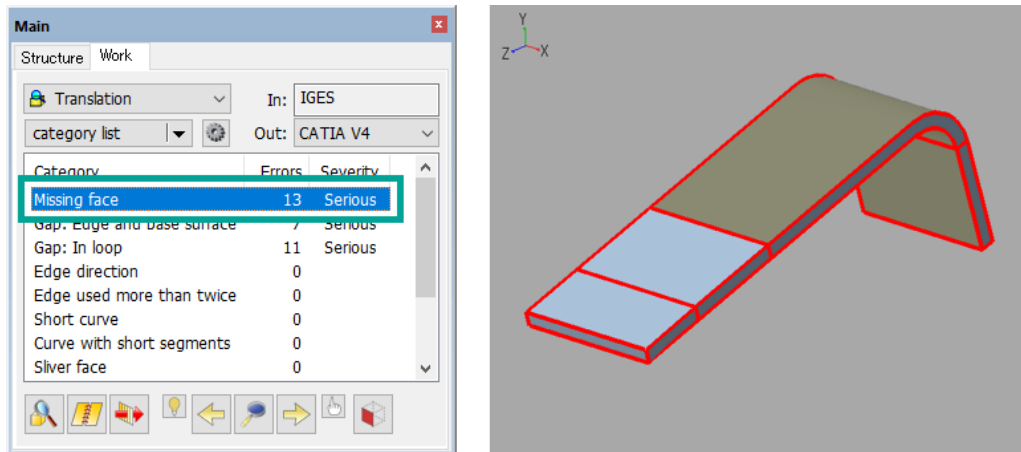 Main
Structure Work
Translation In: IGES
category list Out: CATIA V4
Category Errors Severity
Missing face 13 Serious
Gap: Edge and base surface 7 Serious
Gap: In loop 11 Serious
Edge direction 0
Edge used more than twice 0
Short curve 0
Curve with short segments 0
Sliver face 0
Y
Z X